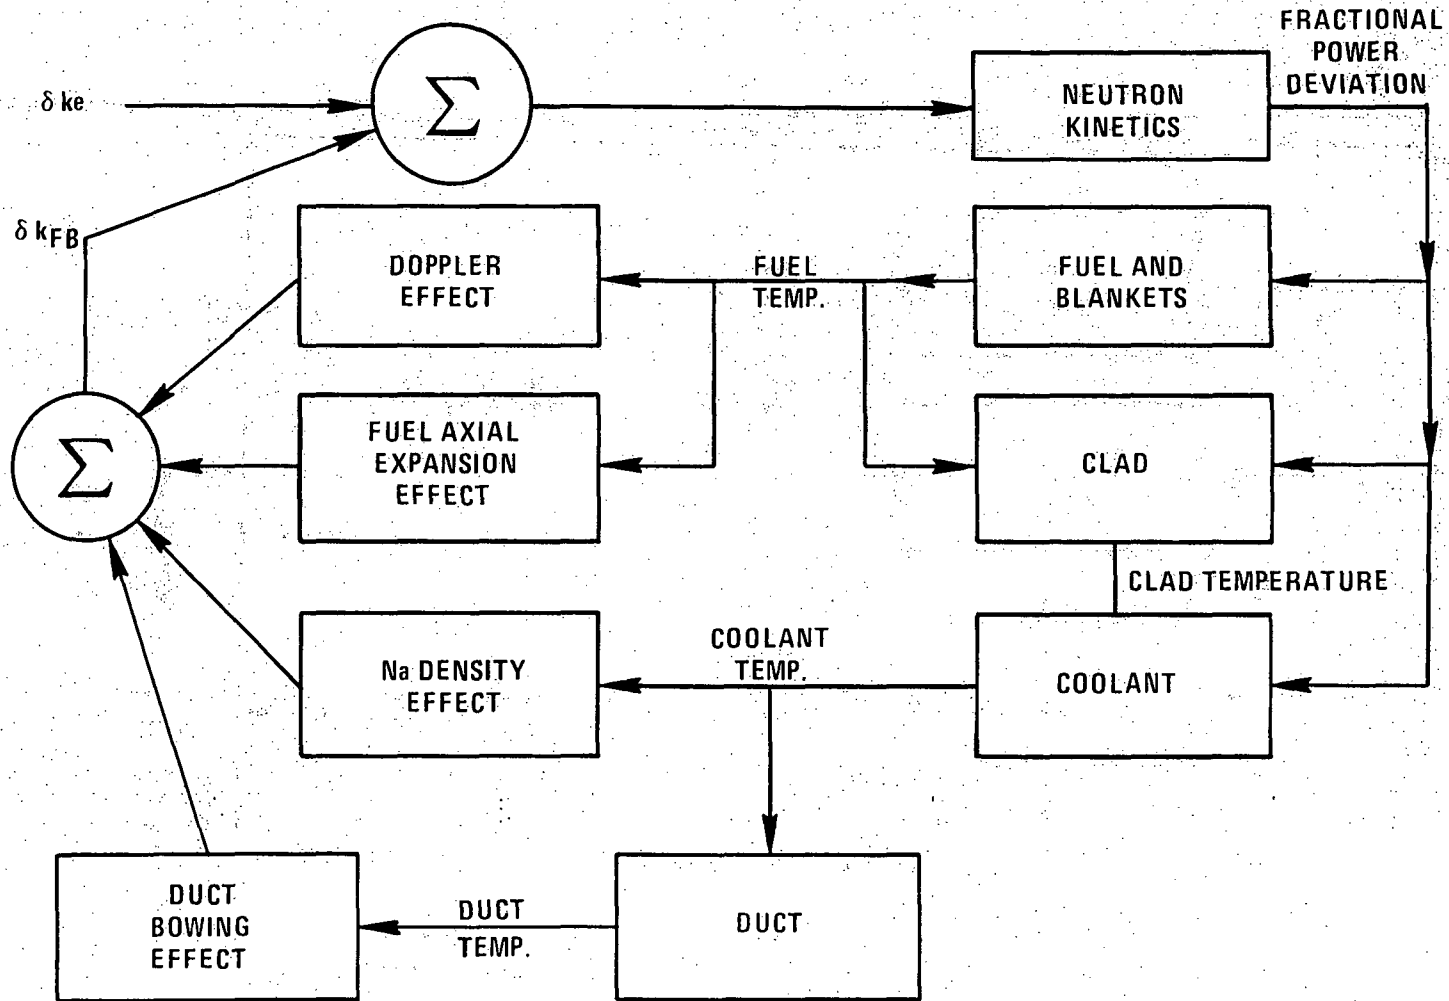 FRACTIONAL
POWER
DEVIATION
δ ke
Σ
NEUTRON
KINETICS
δ kFB
DOPPLER
EFFECT
FUEL
TEMP.
FUEL AND
BLANKETS
Σ
FUEL AXIAL
EXPANSION
EFFECT
CLAD
CLAD TEMPERATURE
Na DENSITY
EFFECT
COOLANT
TEMP.
COOLANT
DUCT
BOWING
EFFECT
DUCT
TEMP.
DUCT